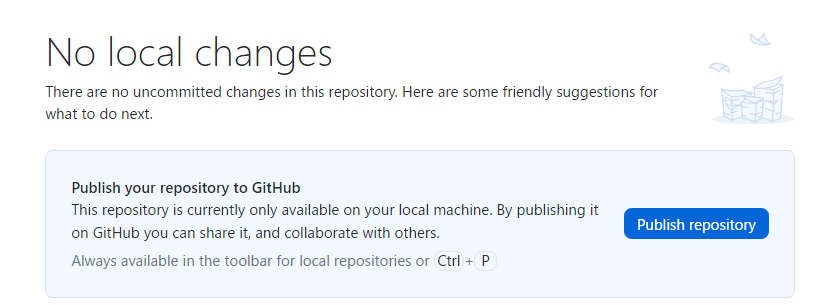 No local changes
There are no uncommitted changes in this repository. Here are some friendly suggestions for
what to do next.
Publish your repository to GitHub
This repository is currently only available on your local machine. By publishing it
on GitHub you can share it, and collaborate with others.
Always available in the toolbar for local repositories or Ctrl + P
Publish repository